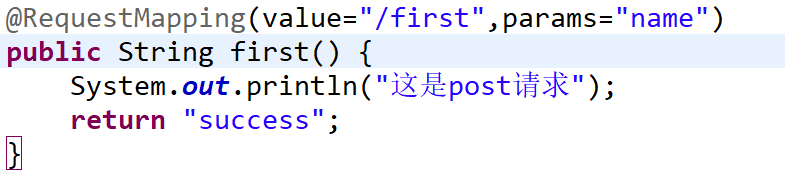 @RequestMapping(value="/first",params="name")
public String first() {
    System.out.println("这是post请求");
    return "success";
}